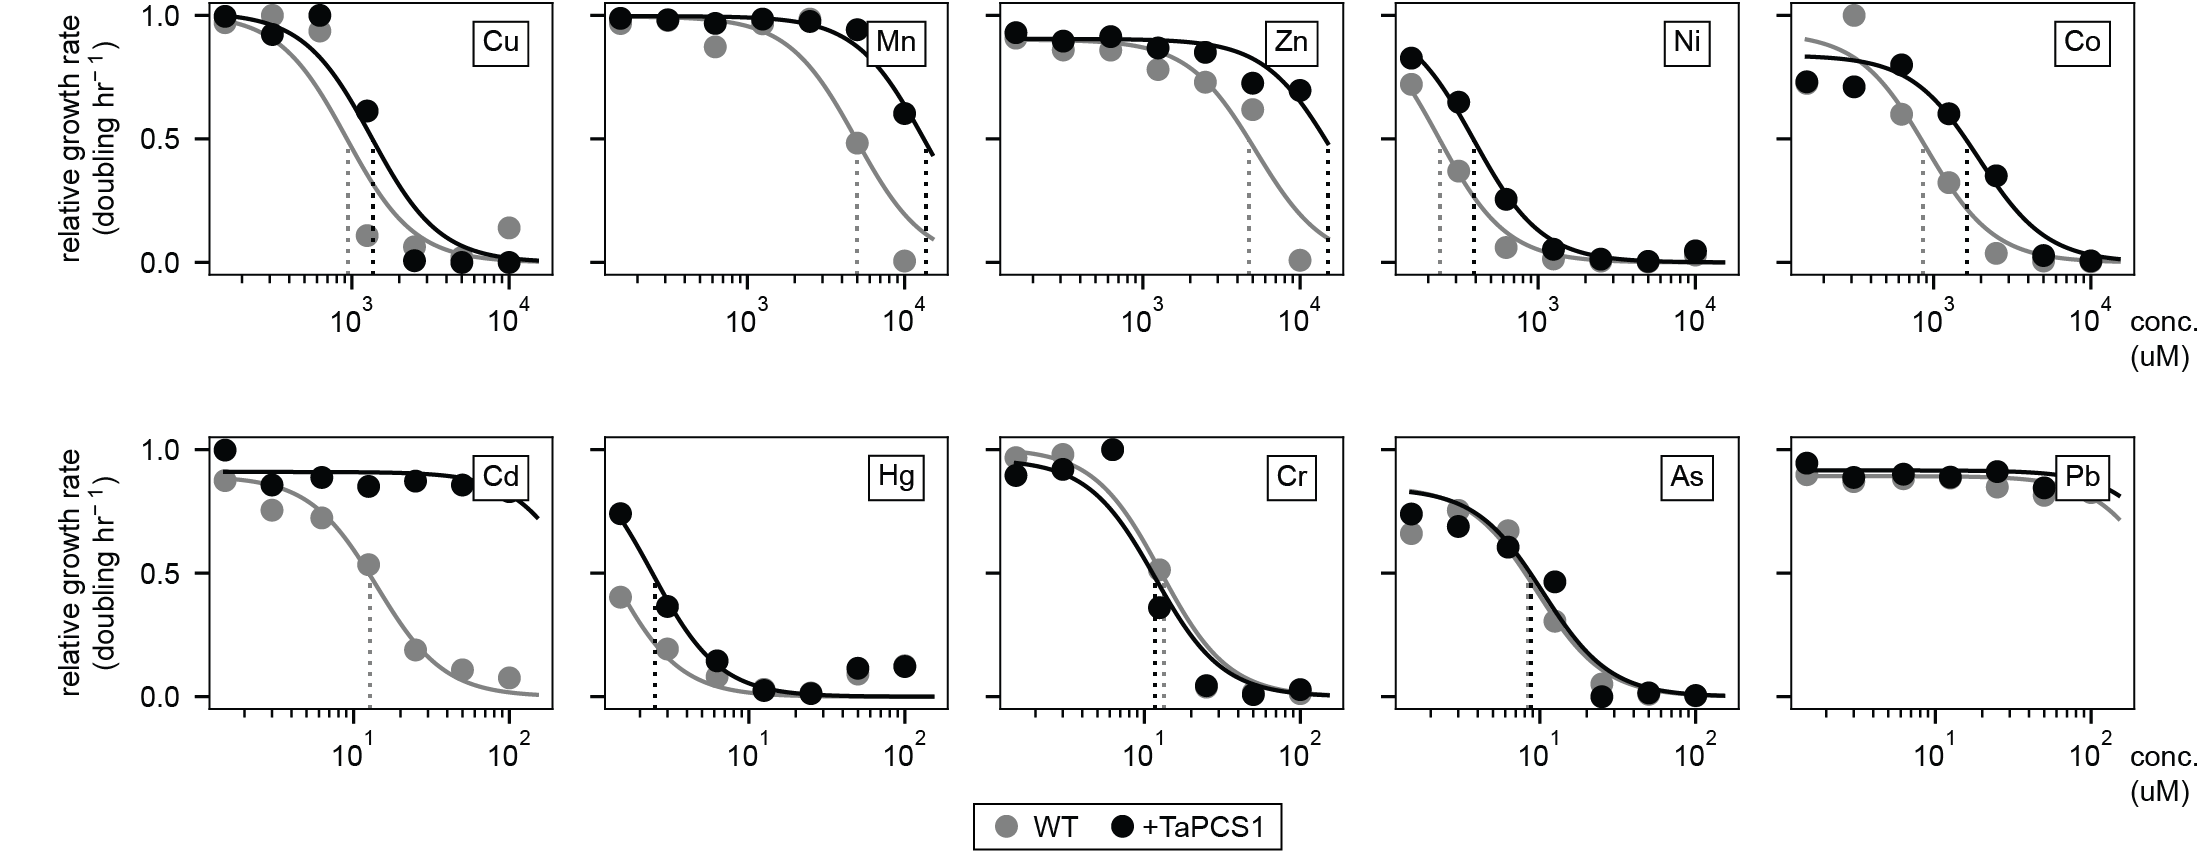 relative growth rate
(doubling hr⁻¹)
1.0
0.5
0.0
Cu
Mn
Zn
Ni
Co
10³ 10⁴ 10³ 10⁴ 10³ 10⁴ 10³ 10⁴ 10³ 10⁴
conc.
(uM)
relative growth rate
(doubling hr⁻¹)
1.0
0.5
0.0
Cd
Hg
Cr
As
Pb
10¹ 10² 10¹ 10² 10¹ 10² 10¹ 10² 10¹ 10²
conc.
(uM)
WT +TaPCS1